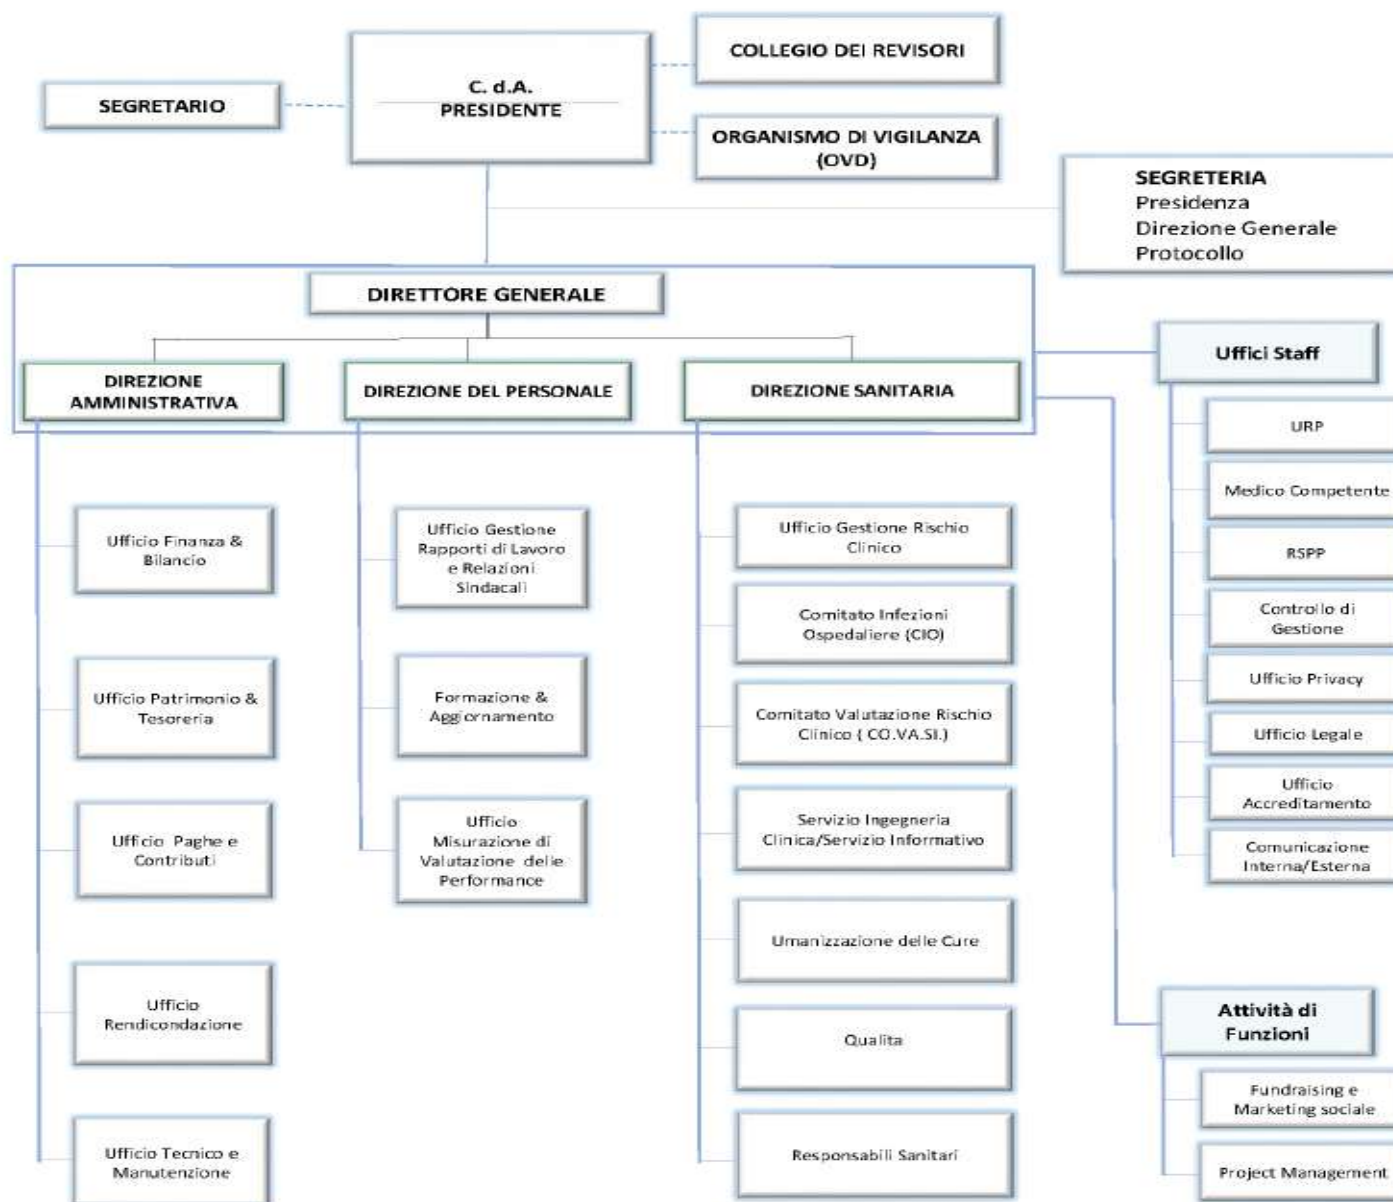 COLLEGIO DEI REVISORI
C. d.A.
PRESIDENTE
SEGRETARIO
ORGANISMO DI VIGILANZA
(OVD)
SEGRETERIA
Presidenza
Direzione Generale
Protocollo
DIRETTORE GENERALE
DIREZIONE
AMMINISTRATIVA
DIREZIONE DEL PERSONALE
DIREZIONE SANITARIA
Ufficio Finanza &
Bilancio
Ufficio Patrimonio &
Tesoreria
Ufficio Paghe e
Contributi
Ufficio
Rendicondazione
Ufficio Tecnico e
Manutenzione
Ufficio Gestione
Rapporti di Lavoro
e Relazioni
Sindacali
Formazione &
Aggiornamento
Ufficio
Misurazione di
Valutazione delle
Performance
Ufficio Gestione Rischio
Clinico
Comitato Infezioni
Ospedaliere (CIO)
Comitato Valutazione Rischio
Clinico ( CO.VA.SI.)
Servizio Ingegneria
Clinica/Servizio Informativo
Umanizzazione delle Cure
Qualita
Responsabili Sanitari
Uffici Staff
URP
Medico Competente
RSPP
Controllo di
Gestione
Ufficio Privacy
Ufficio Legale
Ufficio
Accreditamento
Comunicazione
Interna/Esterna
Attività di
Funzioni
Fundraising e
Marketing sociale
Project Management